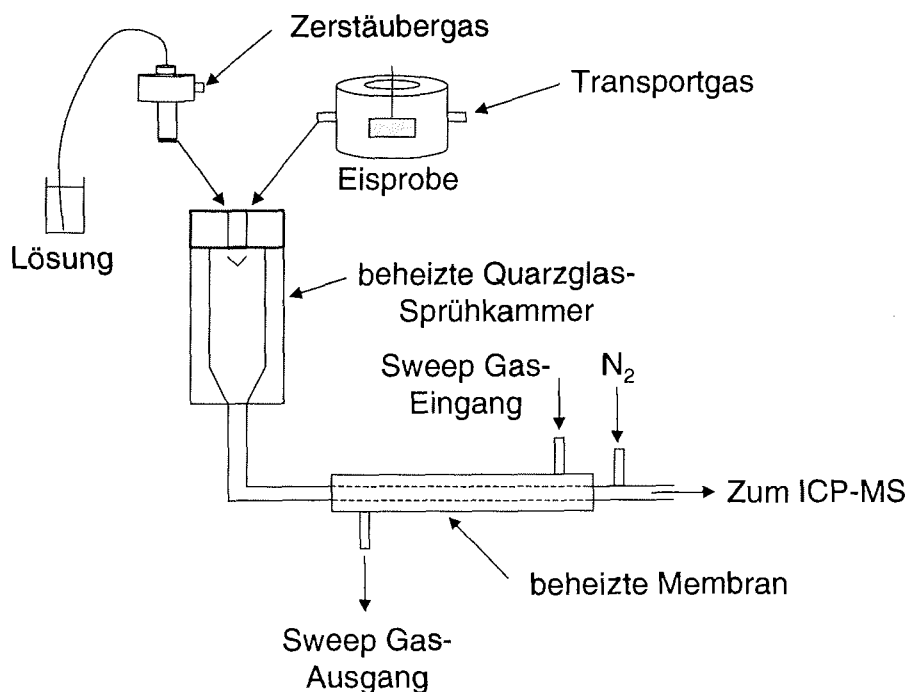 Zerstäubergas
Transportgas
Eisprobe
Lösung
beheizte Quarzglas-
Sprühkammer
Sweep Gas-
Eingang
N₂
Zum ICP-MS
beheizte Membran
Sweep Gas-
Ausgang